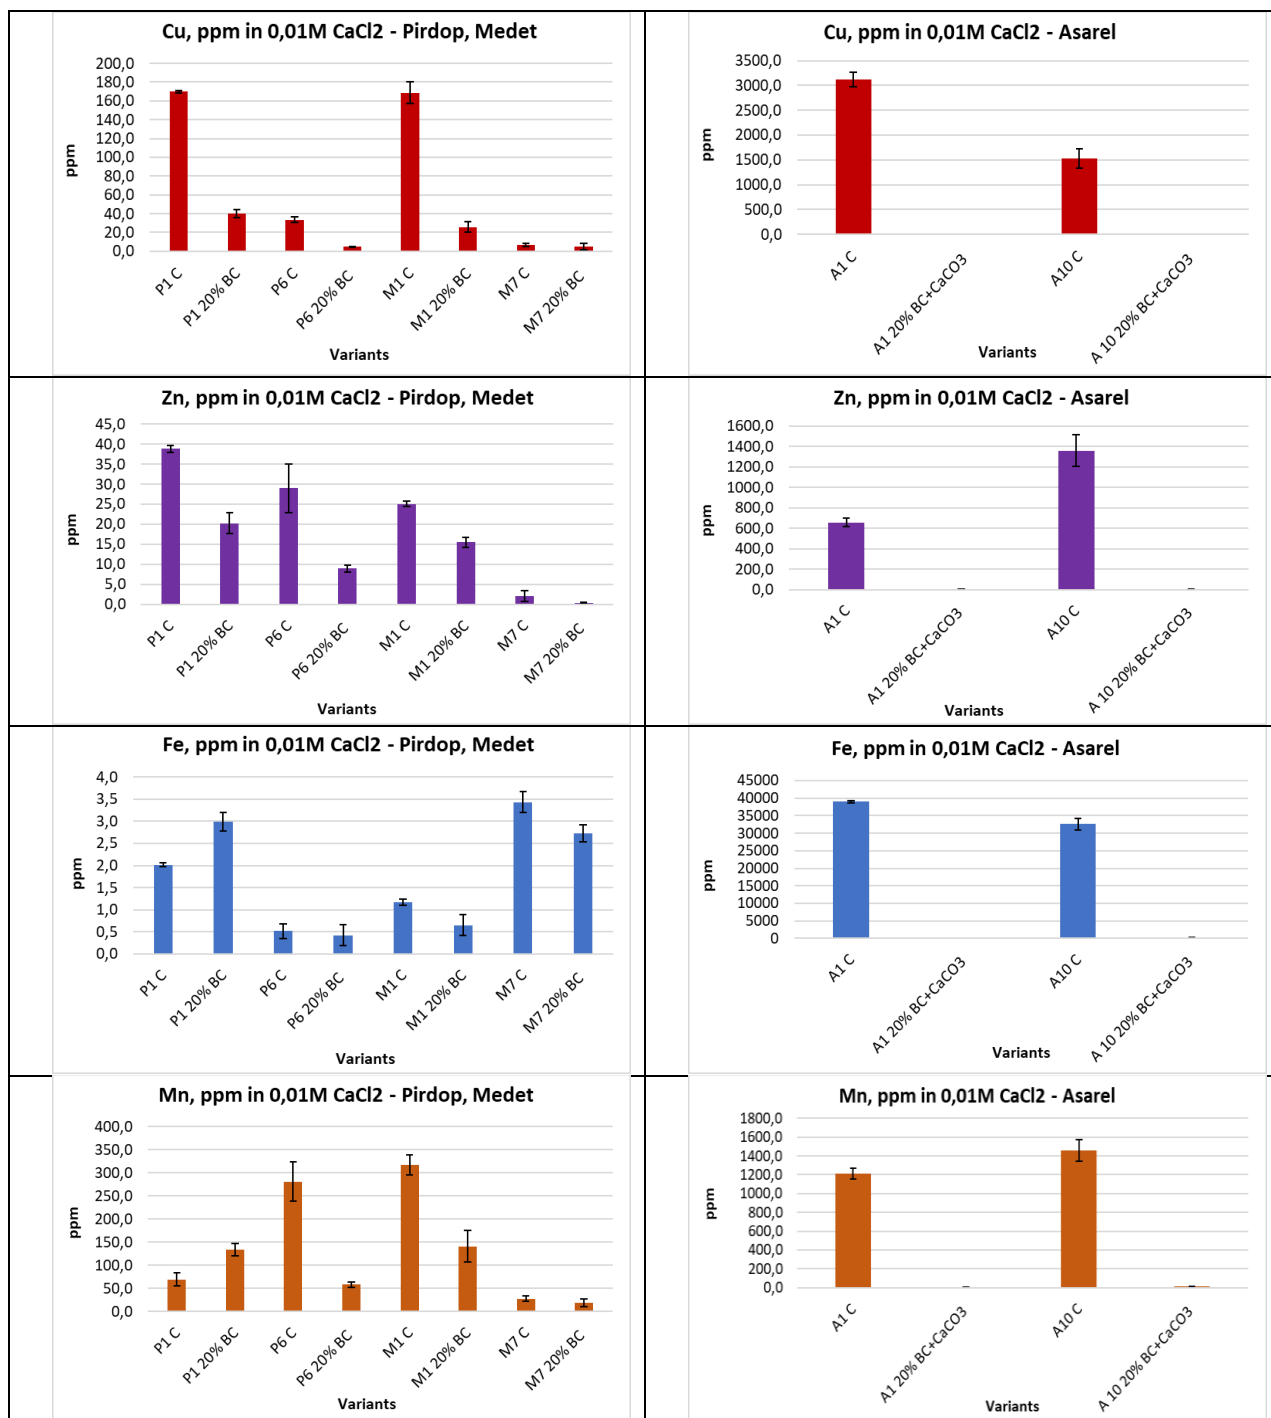 Cu, ppm in 0,01M CaCl2 - Pirdop, Medet
200,0
180,0
160,0
140,0
120,0
100,0
80,0
60,0
40,0
20,0
0,0
ppm
P1 C
P1 20% BC
P6 C
P6 20% BC
M1 C
M1 20% BC
M7 C
M7 20% BC
Variants
Cu, ppm in 0,01M CaCl2 - Asarel
3500,0
3000,0
2500,0
2000,0
1500,0
1000,0
500,0
0,0
ppm
A1 C
A1 20% BC+CaCO3
A10 C
A 10 20% BC+CaCO3
Variants
Zn, ppm in 0,01M CaCl2 - Pirdop, Medet
45,0
40,0
35,0
30,0
25,0
20,0
15,0
10,0
5,0
0,0
ppm
P1 C
P1 20% BC
P6 C
P6 20% BC
M1 C
M1 20% BC
M7 C
M7 20% BC
Variants
Zn, ppm in 0,01M CaCl2 - Asarel
1600,0
1400,0
1200,0
1000,0
800,0
600,0
400,0
200,0
0,0
ppm
A1 C
A1 20% BC+CaCO3
A10 C
A 10 20% BC+CaCO3
Variants
Fe, ppm in 0,01M CaCl2 - Pirdop, Medet
4,0
3,5
3,0
2,5
2,0
1,5
1,0
0,5
0,0
ppm
P1 C
P1 20% BC
P6 C
P6 20% BC
M1 C
M1 20% BC
M7 C
M7 20% BC
Variants
Fe, ppm in 0,01M CaCl2 - Asarel
45000
40000
35000
30000
25000
20000
15000
10000
5000
0
ppm
A1 C
A1 20% BC+CaCO3
A10 C
A 10 20% BC+CaCO3
Variants
Mn, ppm in 0,01M CaCl2 - Pirdop, Medet
400,0
350,0
300,0
250,0
200,0
150,0
100,0
50,0
0,0
ppm
P1 C
P1 20% BC
P6 C
P6 20% BC
M1 C
M1 20% BC
M7 C
M7 20% BC
Variants
Mn, ppm in 0,01M CaCl2 - Asarel
1800,0
1600,0
1400,0
1200,0
1000,0
800,0
600,0
400,0
200,0
0,0
ppm
A1 C
A1 20% BC+CaCO3
A10 C
A 10 20% BC+CaCO3
Variants